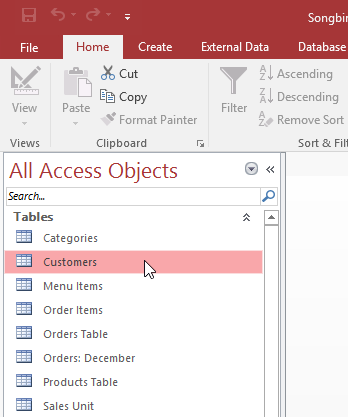 Songbir
File Home Create External Data Database
View Paste Cut Copy Format Painter Filter Ascending Descending Remove Sort
Views Clipboard Sort & Filt
All Access Objects
Search...
Tables
Categories
Customers
Menu Items
Order Items
Orders Table
Orders: December
Products Table
Sales Unit